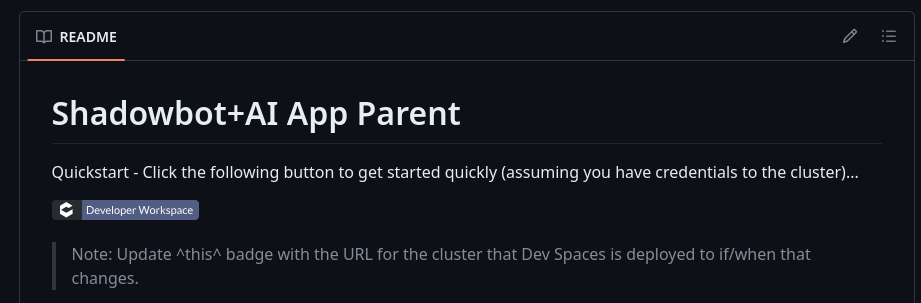 README
Shadowbot+AI App Parent
Quickstart - Click the following button to get started quickly (assuming you have credentials to the cluster)...
Developer Workspace
Note: Update ^this^ badge with the URL for the cluster that Dev Spaces is deployed to if/when that
changes.